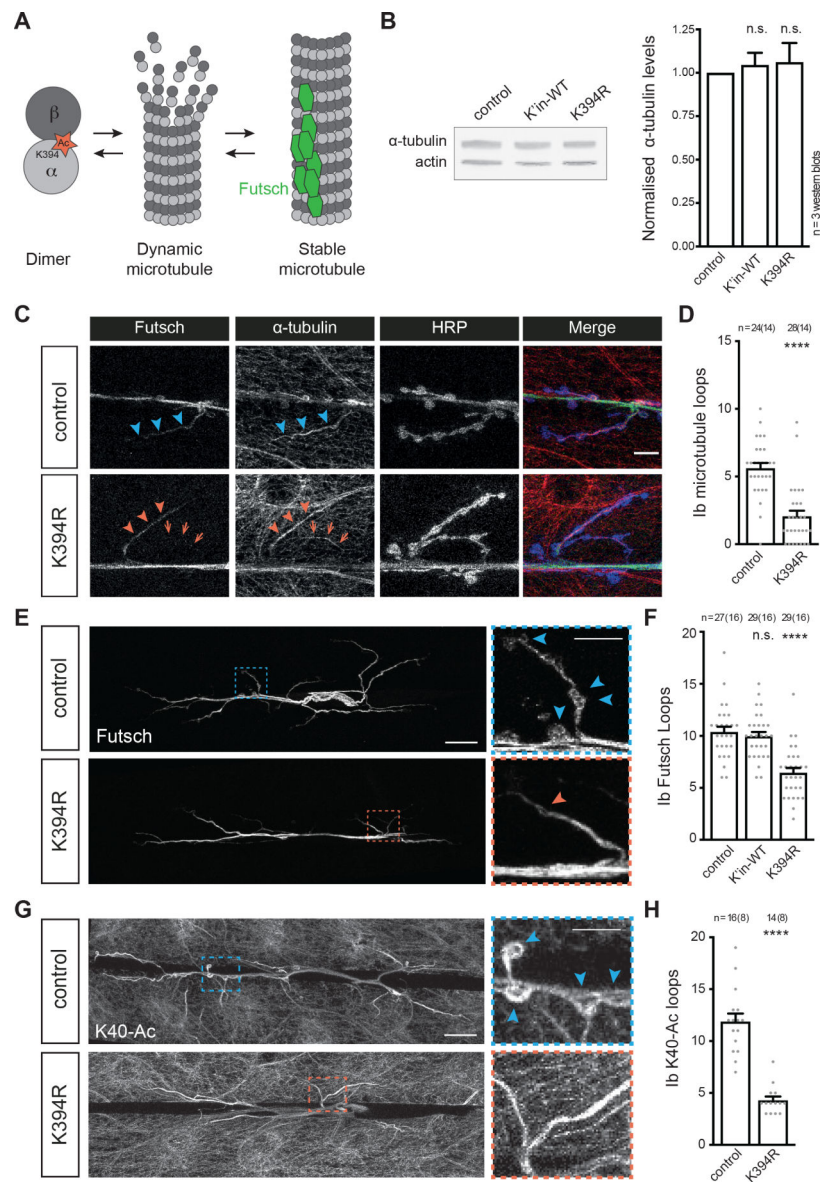 A
β
Ac
K394
α
Futsch
Dimer
Dynamic
microtubule
Stable
microtubule
B
control
K'in-WT
K394R
α-tubulin
actin
Normalised α-tubulin levels
1.25
1.00
0.75
0.50
0.25
0.00
n.s.
n.s.
control
K'in-WT
K394R
n = 3 western blots
C
Futsch
α-tubulin
HRP
Merge
control
K394R
D
n=24(14)
28(14)
****
Ib microtubule loops
15
10
5
0
control
K394R
E
control
Futsch
K394R
F
n=27(16)
29(16)
29(16)
n.s.
****
Ib Futsch Loops
20
15
10
5
0
control
K'in-WT
K394R
G
control
K40-Ac
K394R
H
n=16(8)
14(8)
****
Ib K40-Ac loops
20
15
10
5
0
control
K394R